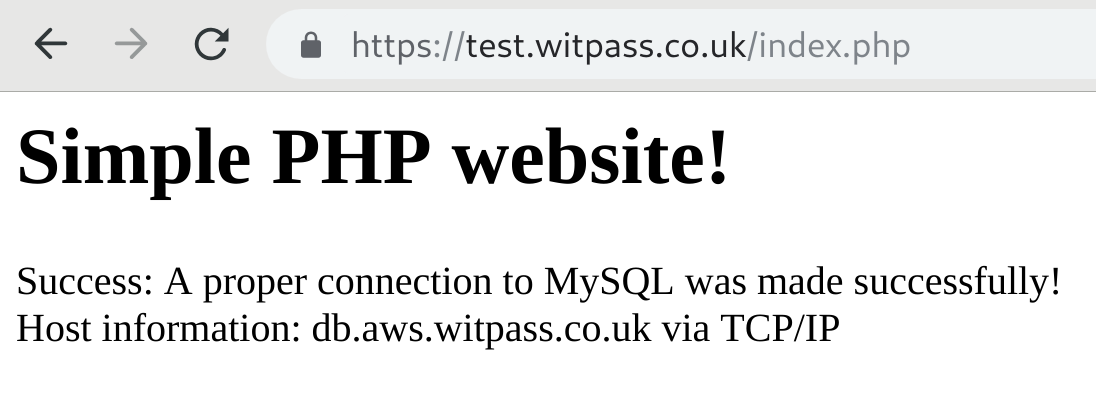 https://test.witpass.co.uk/index.php
Simple PHP website!
Success: A proper connection to MySQL was made successfully!
Host information: db.aws.witpass.co.uk via TCP/IP